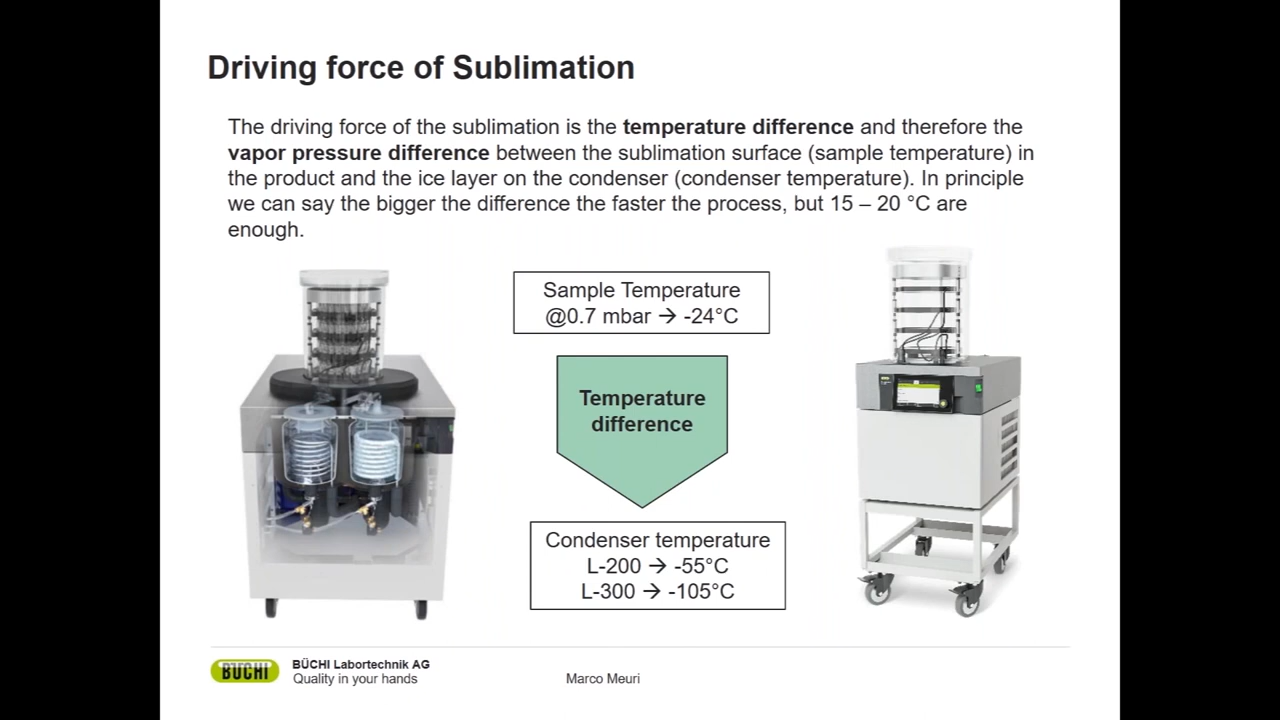 Driving force of Sublimation
The driving force of the sublimation is the temperature difference and therefore the
vapor pressure difference between the sublimation surface (sample temperature) in
the product and the ice layer on the condenser (condenser temperature). In principle
we can say the bigger the difference the faster the process, but 15 – 20 °C are
enough.
Sample Temperature
@0.7 mbar → -24°C
Temperature
difference
Condenser temperature
L-200 → -55°C
L-300 → -105°C
BÜCHI
BÜCHI Labortechnik AG
Quality in your hands
Marco Meuri